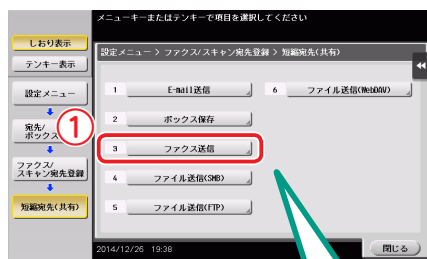 メニューキーまたはテンキーで項目を選択してください
しおり表示
テンキー表示
設定メニュー > ファクス/スキャン宛先登録 > 短縮宛先(共有)
設定メニュー
宛先/
ボックス
ファクス/
スキャン宛先登録
短縮宛先(共有)
①
1 E-mail送信
6 ファイル送信(WebDAV)
2 ボックス保存
3 ファクス送信
4 ファイル送信(SMB)
5 ファイル送信(FTP)
2014/12/26 19:38
閉じる